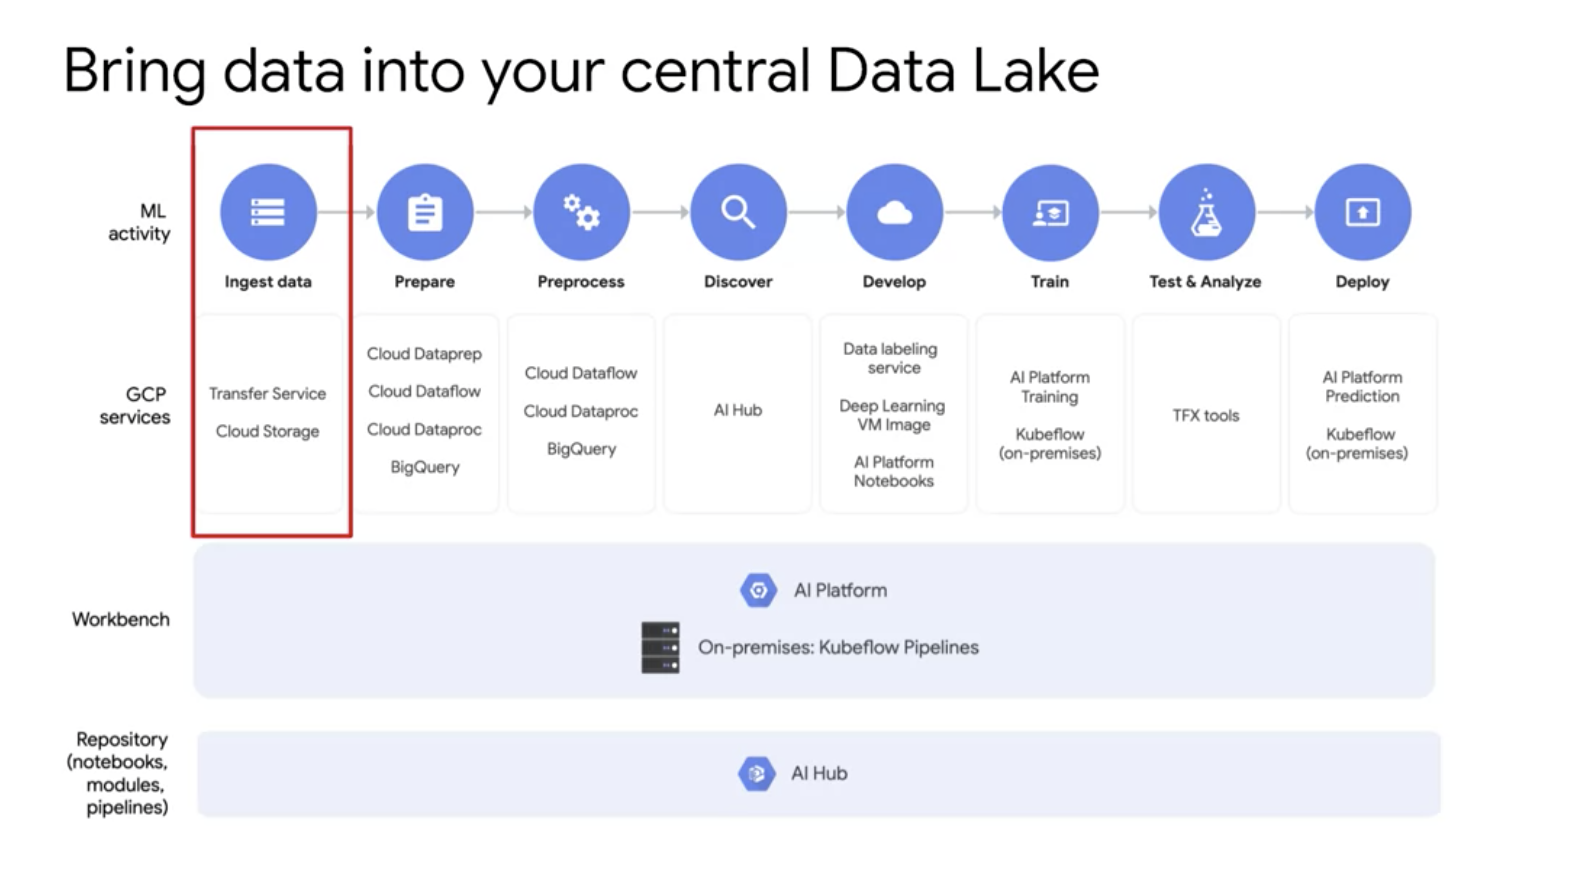 Bring data into your central Data Lake
ML
activity
Ingest data
Prepare
Preprocess
Discover
Develop
Train
Test & Analyze
Deploy
GCP
services
Transfer Service
Cloud Storage
Cloud Dataprep
Cloud Dataflow
Cloud Dataproc
BigQuery
Cloud Dataflow
Cloud Dataproc
BigQuery
AI Hub
Data labeling
service
Deep Learning
VM Image
AI Platform
Notebooks
AI Platform
Training
Kubeflow
(on-premises)
TFX tools
AI Platform
Prediction
Kubeflow
(on-premises)
Workbench
AI Platform
On-premises: Kubeflow Pipelines
Repository
(notebooks,
modules,
pipelines)
AI Hub